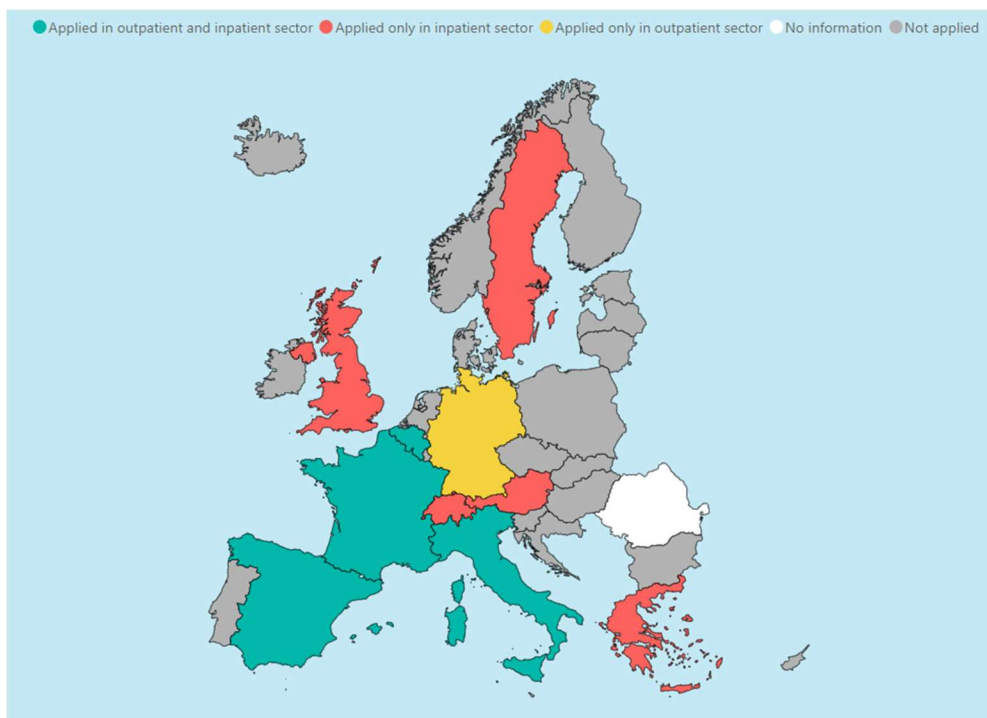 Applied in outpatient and inpatient sector Applied only in inpatient sector Applied only in outpatient sector No information Not applied